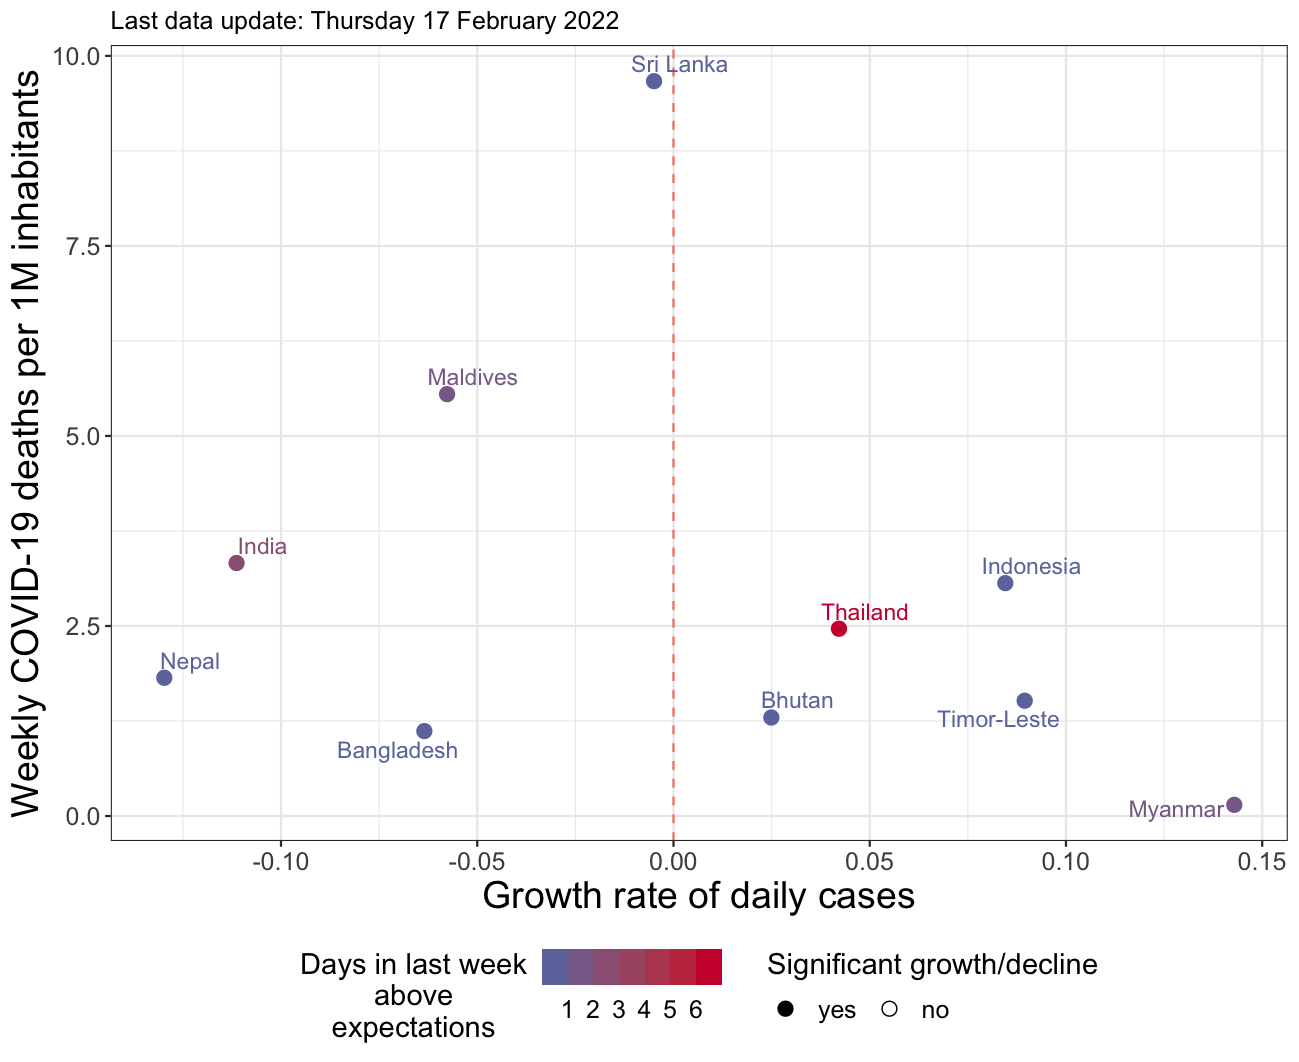 Last data update: Thursday 17 February 2022
Weekly COVID-19 deaths per 1M inhabitants
10.0
7.5
5.0
2.5
0.0
Sri Lanka
Maldives
India
Indonesia
Thailand
Nepal
Bhutan
Timor-Leste
Bangladesh
Myanmar
-0.10 -0.05 0.00 0.05 0.10 0.15
Growth rate of daily cases
Days in last week
above
expectations
1 2 3 4 5 6
Significant growth/decline
yes no